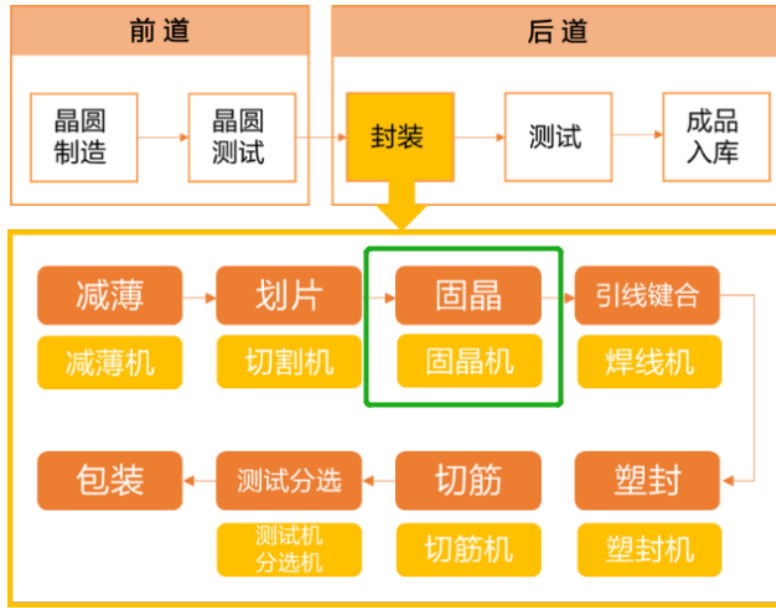 前道
后道
晶圆
制造
晶圆
测试
封装
测试
成品
入库
减薄
划片
固晶
引线键合
减薄机
切割机
固晶机
焊线机
包装
测试分选
切筋
塑封
测试机
分选机
切筋机
塑封机